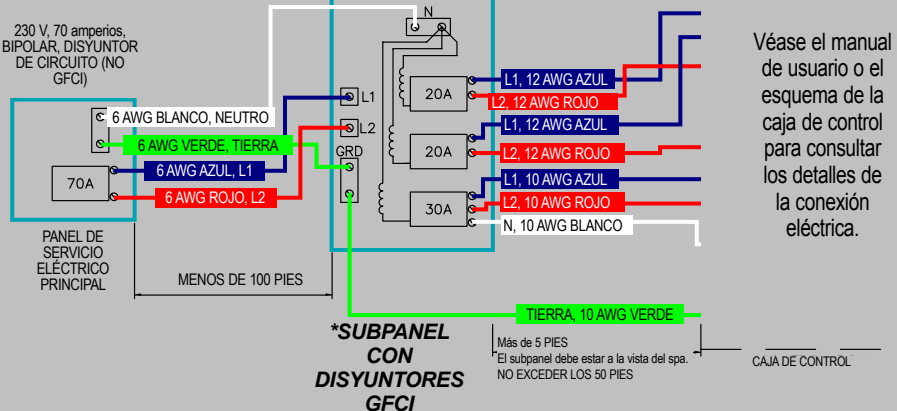 230 V, 70 amperios,
BIPOLAR, DISYUNTOR
DE CIRCUITO (NO
GFCI)
6 AWG BLANCO, NEUTRO
6 AWG VERDE, TIERRA
6 AWG AZUL, L1
6 AWG ROJO, L2
70A
PANEL DE
SERVICIO
ELÉCTRICO
PRINCIPAL
MENOS DE 100 PIES
N
L1
L2
GRD
20A
20A
30A
L1, 12 AWG AZUL
L2, 12 AWG ROJO
L1, 12 AWG AZUL
L2, 12 AWG ROJO
L1, 10 AWG AZUL
L2, 10 AWG ROJO
N, 10 AWG BLANCO
TIERRA, 10 AWG VERDE
*SUBPANEL
CON
DISYUNTORES
GFCI
Más de 5 PIES
El subpanel debe estar a la vista del spa.
NO EXCEDER LOS 50 PIES
CAJA DE CONTROL
Véase el manual
de usuario o el
esquema de la
caja de control
para consultar
los detalles de
la conexión
eléctrica.